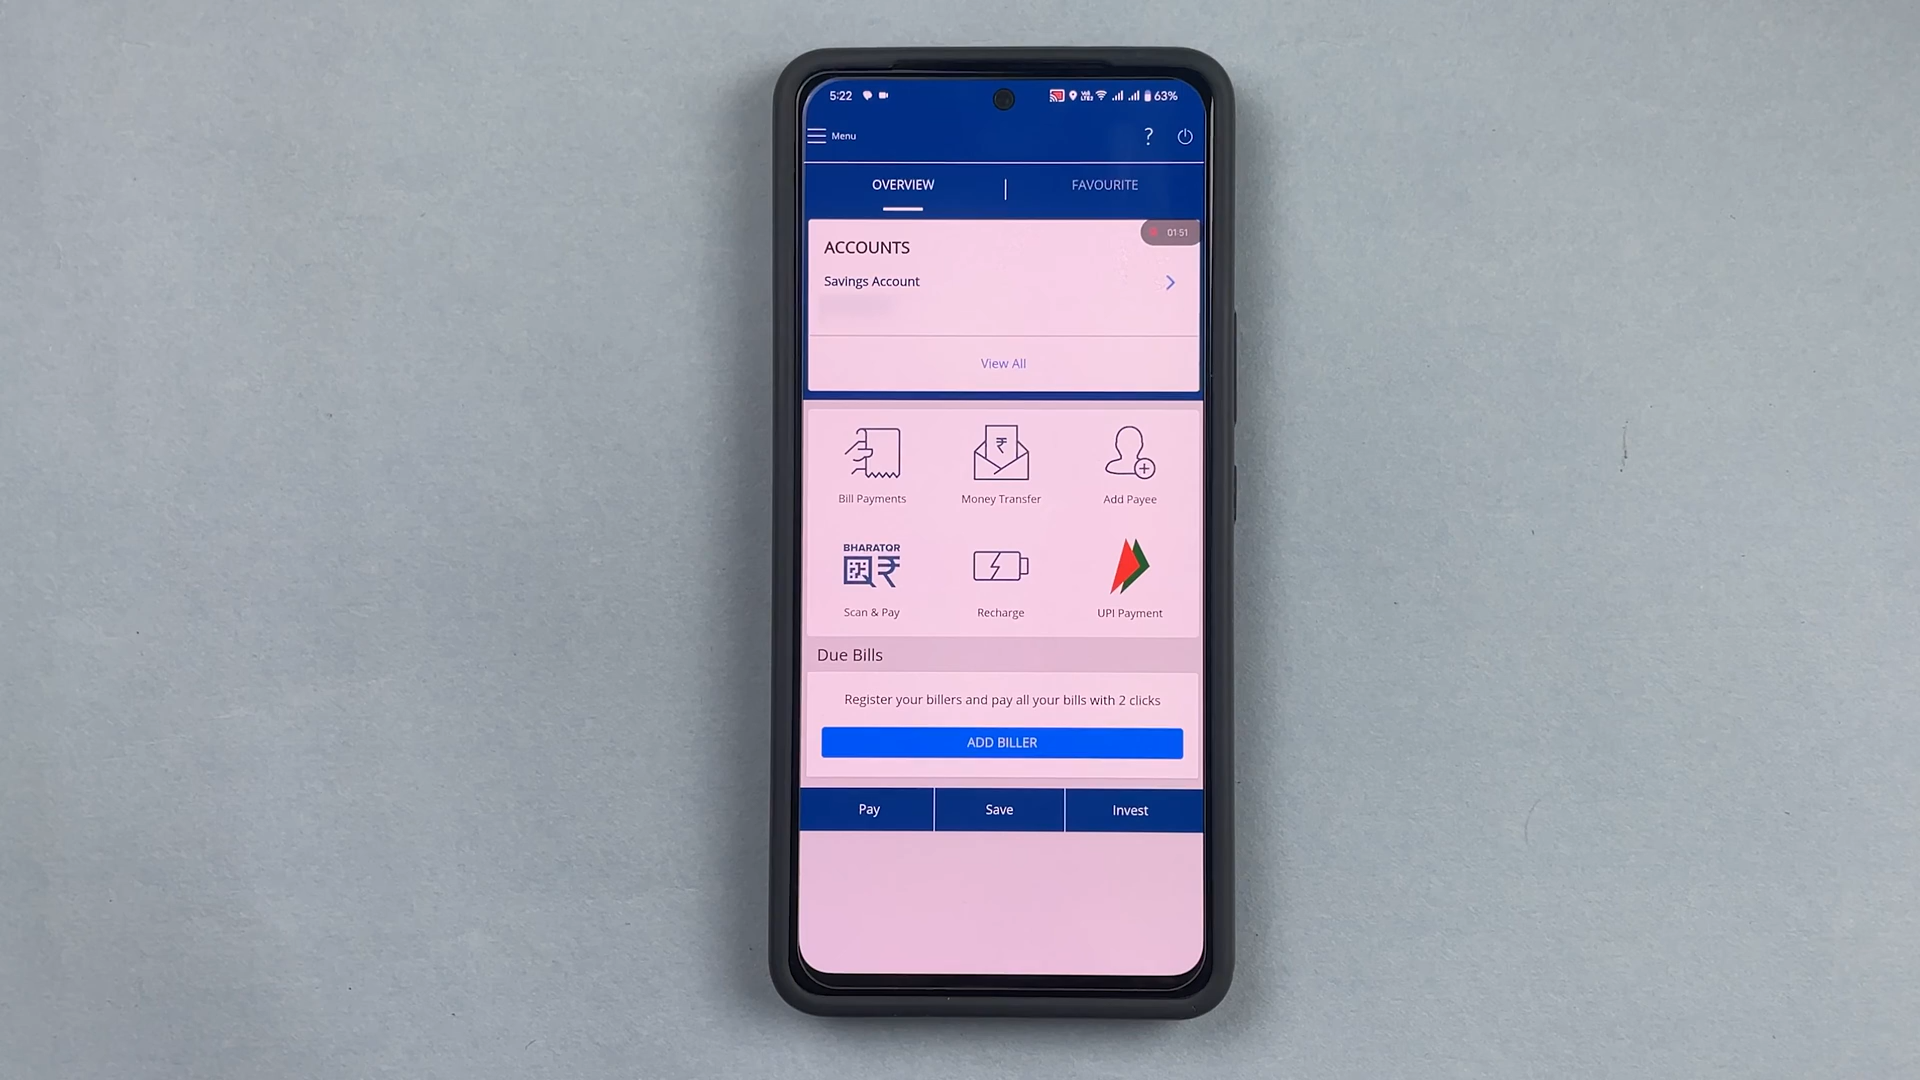 5:22 63%
Menu ?
OVERVIEW | FAVOURITE
01:51
ACCOUNTS
Savings Account
View All
Bill Payments Money Transfer Add Payee
BHARATQR
Scan & Pay Recharge UPI Payment
Due Bills
Register your billers and pay all your bills with 2 clicks
ADD BILLER
Pay Save Invest